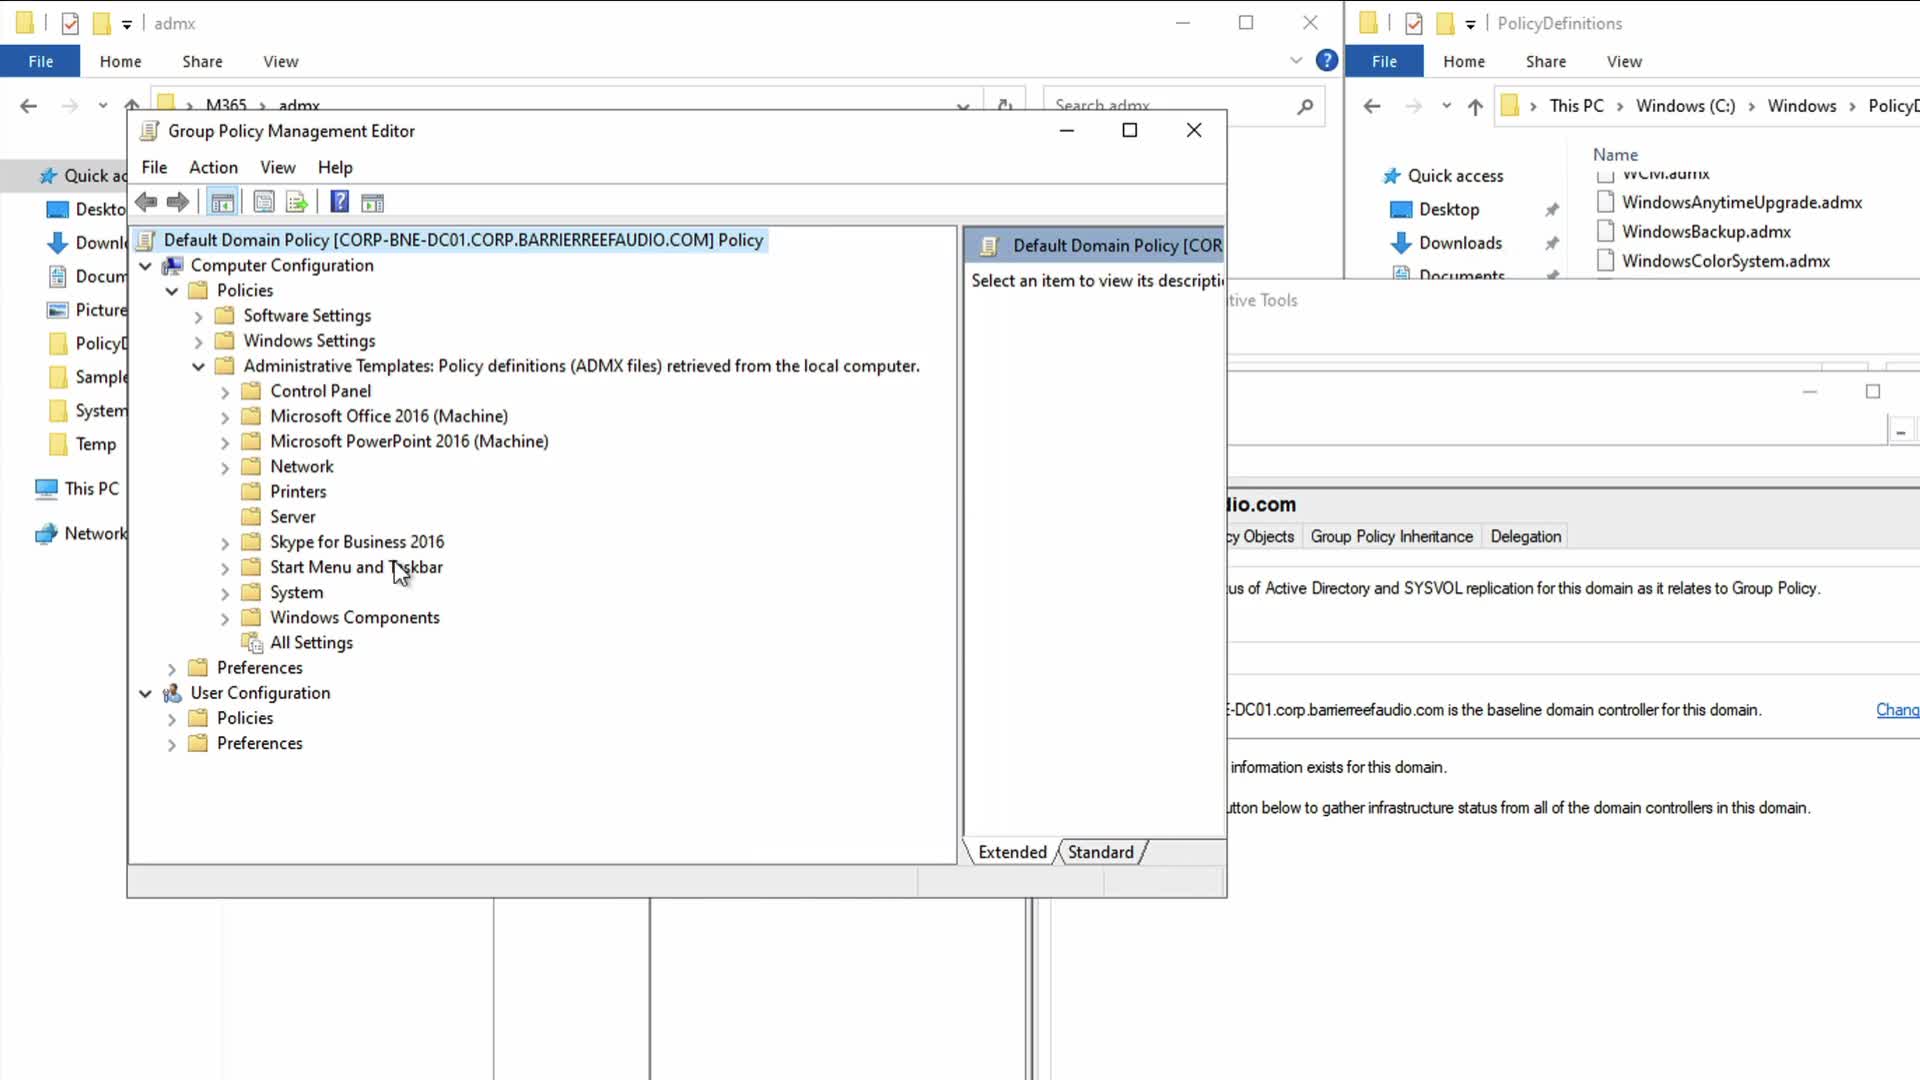 admx
File
Home
Share
View
M365
admx
Search admx
Quick ac
Deskto
Downl
Docum
Picture
PolicyD
Sample
System
Temp
This PC
Network
Group Policy Management Editor
File
Action
View
Help
Default Domain Policy [CORP-BNE-DC01.CORP.BARRIERREEFAUDIO.COM] Policy
Computer Configuration
Policies
Software Settings
Windows Settings
Administrative Templates: Policy definitions (ADMX files) retrieved from the local computer.
Control Panel
Microsoft Office 2016 (Machine)
Microsoft PowerPoint 2016 (Machine)
Network
Printers
Server
Skype for Business 2016
Start Menu and Taskbar
System
Windows Components
All Settings
Preferences
User Configuration
Policies
Preferences
Default Domain Policy [COR
Select an item to view its descripti
Extended
Standard
PolicyDefinitions
File
Home
Share
View
This PC
Windows (C:)
Windows
PolicyD
Quick access
Desktop
Downloads
Documents
Name
WCM.admx
WindowsAnytimeUpgrade.admx
WindowsBackup.admx
WindowsColorSystem.admx
tive Tools
dio.com
cy Objects
Group Policy Inheritance
Delegation
us of Active Directory and SYSVOL replication for this domain as it relates to Group Policy.
E-DC01.corp.barrierreefaudio.com is the baseline domain controller for this domain.
Chang
information exists for this domain.
utton below to gather infrastructure status from all of the domain controllers in this domain.